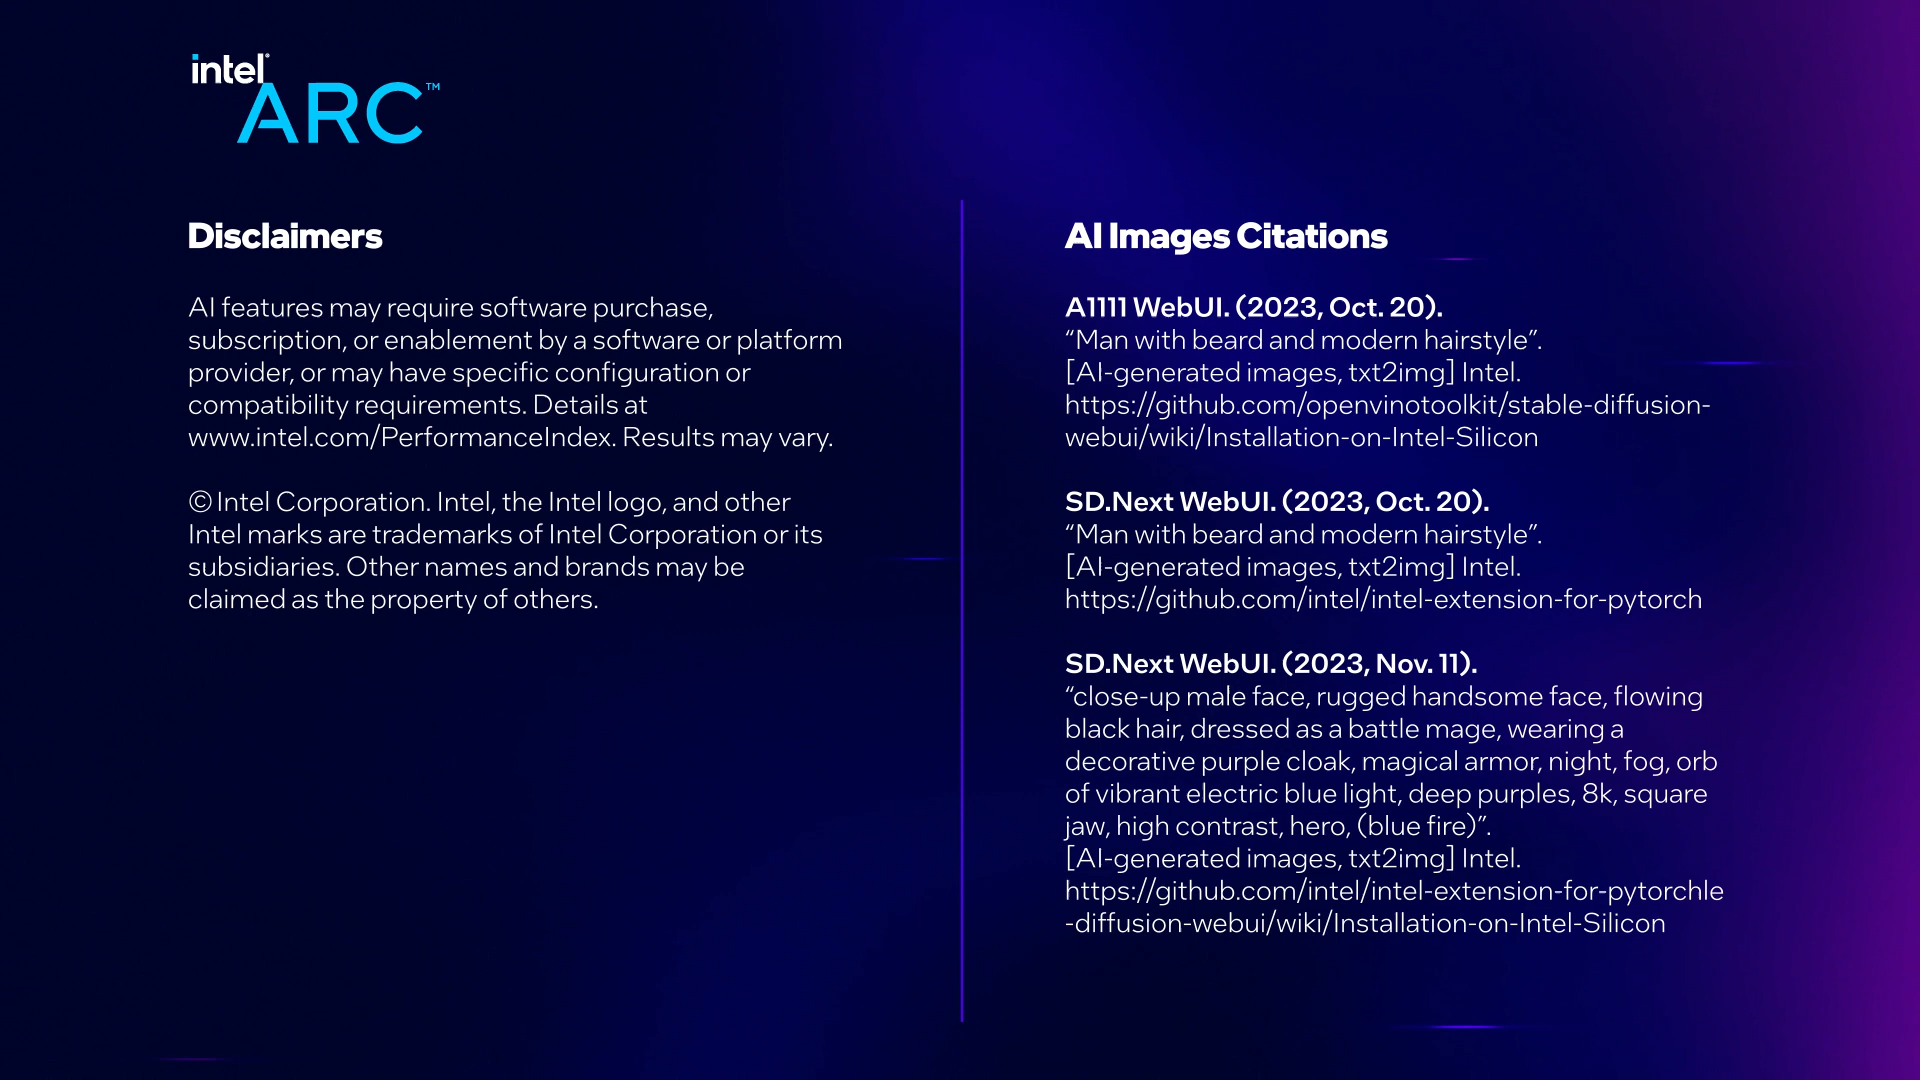 intel®
ARC™
Disclaimers
AI features may require software purchase,
subscription, or enablement by a software or platform
provider, or may have specific configuration or
compatibility requirements. Details at
www.intel.com/PerformanceIndex. Results may vary.
© Intel Corporation. Intel, the Intel logo, and other
Intel marks are trademarks of Intel Corporation or its
subsidiaries. Other names and brands may be
claimed as the property of others.
AI Images Citations
A1111 WebUI. (2023, Oct. 20).
“Man with beard and modern hairstyle”.
[AI-generated images, txt2img] Intel.
https://github.com/openvinotoolkit/stable-diffusion-
webui/wiki/Installation-on-Intel-Silicon
SD.Next WebUI. (2023, Oct. 20).
“Man with beard and modern hairstyle”.
[AI-generated images, txt2img] Intel.
https://github.com/intel/intel-extension-for-pytorch
SD.Next WebUI. (2023, Nov. 11).
“close-up male face, rugged handsome face, flowing
black hair, dressed as a battle mage, wearing a
decorative purple cloak, magical armor, night, fog, orb
of vibrant electric blue light, deep purples, 8k, square
jaw, high contrast, hero, (blue fire)”.
[AI-generated images, txt2img] Intel.
https://github.com/intel/intel-extension-for-pytorchle
-diffusion-webui/wiki/Installation-on-Intel-Silicon